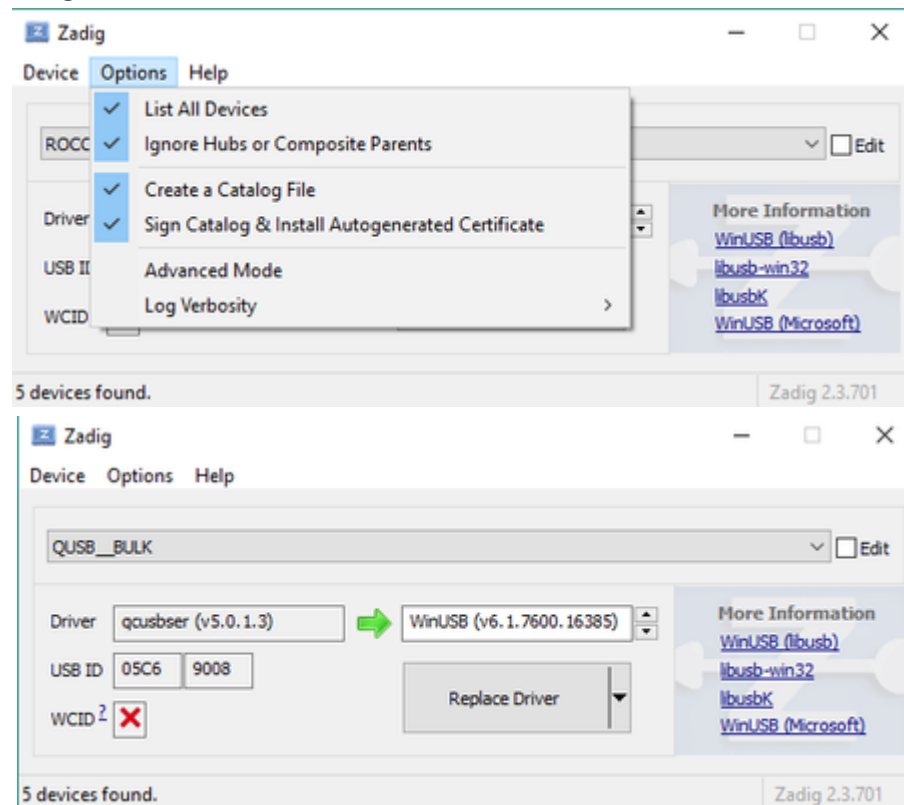 Zadig
Device Options Help
List All Devices
ROCC Ignore Hubs or Composite Parents Edit
Create a Catalog File
Driver Sign Catalog & Install Autogenerated Certificate More Information
WinUSB (libusb)
USB ID Advanced Mode libusb-win32
Log Verbosity > libusbK
WCID WinUSB (Microsoft)
5 devices found. Zadig 2.3.701
Zadig
Device Options Help
QUSB__BULK Edit
Driver qcusbser (v5.0.1.3) WinUSB (v6.1.7600.16385) More Information
WinUSB (libusb)
USB ID 05C6 9008 libusb-win32
Replace Driver libusbK
WCID ? WinUSB (Microsoft)
5 devices found. Zadig 2.3.701